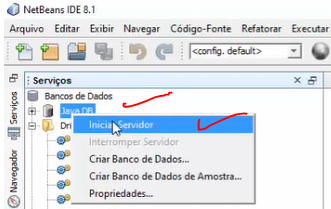 NetBeans IDE 8.1
Arquivo Editar Exibir Navegar Código-Fonte Refatorar Executar
<config. default>
Serviços
Bancos de Dados
Java DB
Iniciar Servidor
Dri
Interromper Servidor
Criar Banco de Dados...
Criar Banco de Dados de Amostra...
Propriedades...
Serviços
Navegador